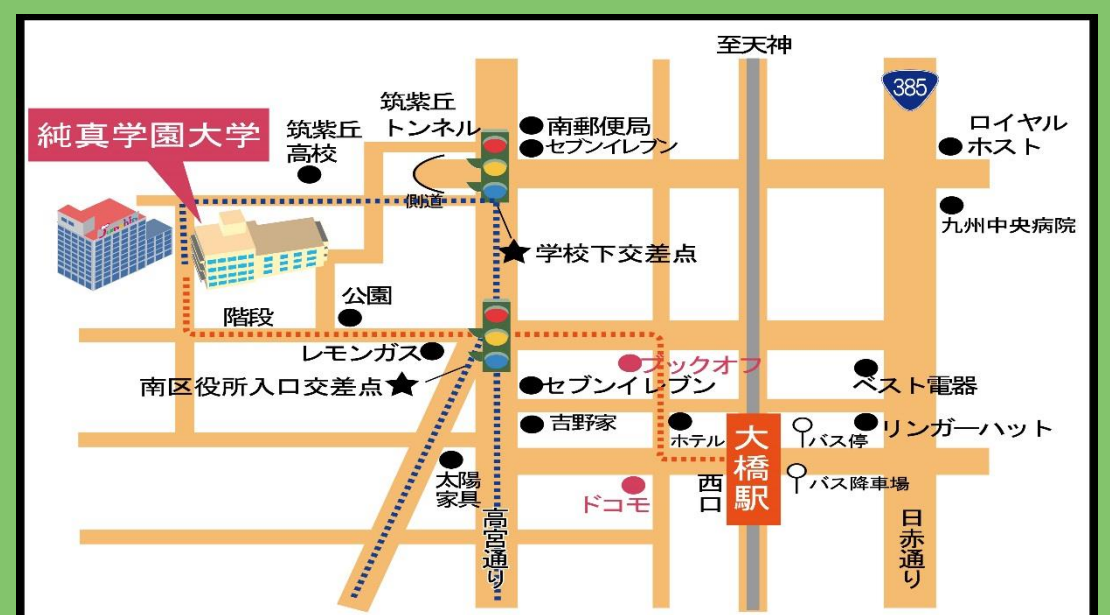 至天神
385
筑紫丘
トンネル
純真学園大学
筑紫丘
高校
南郵便局
セブンイレブン
ロイヤル
ホスト
側道
九州中央病院
学校下交差点
公園
階段
レモンガス
ブックオフ
南区役所入口交差点
セブンイレブン
ベスト電器
吉野家
ホテル
大橋駅
バス停
リンガーハット
太陽
家具
西口
バス降車場
ドコモ
高宮通り
日赤通り